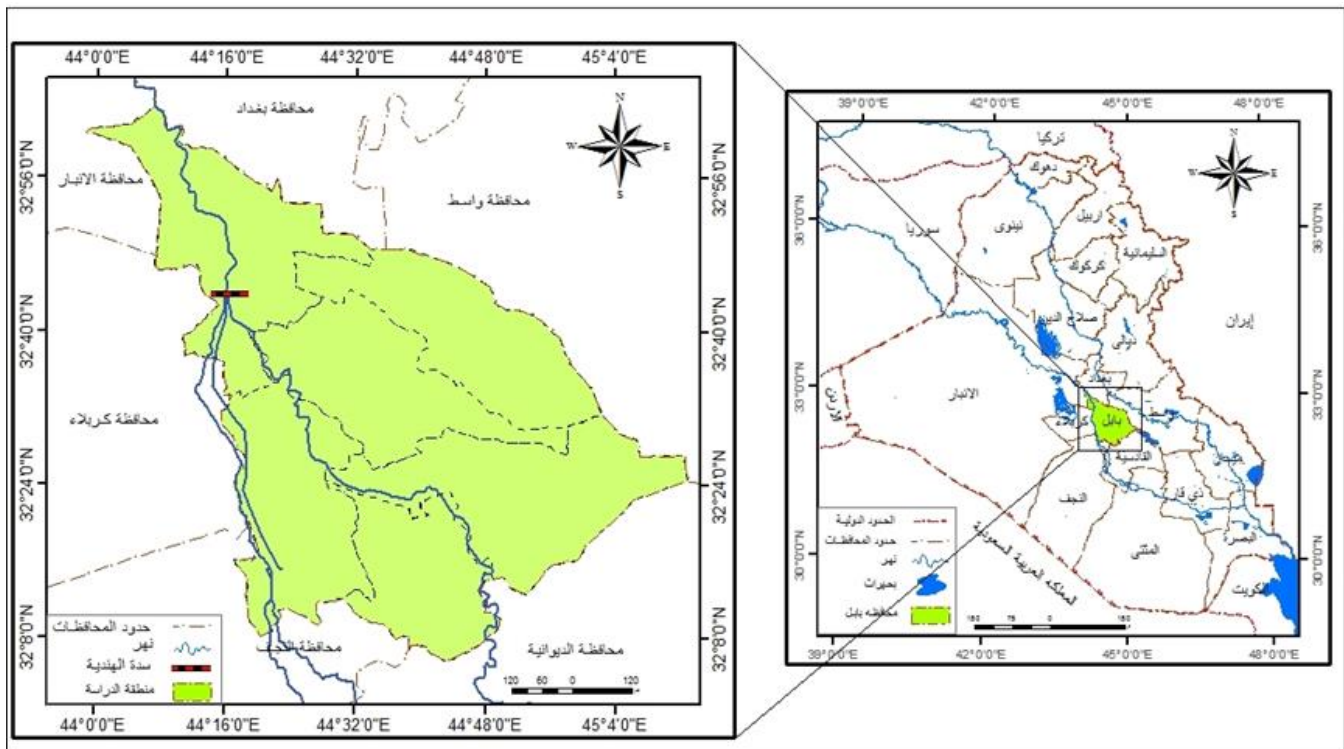 44°0'0"E 44°16'0"E 44°32'0"E 44°48'0"E 45°4'0"E
محافظة بغداد
N
W E
S
32°56'0"N
محافظة الانبار
محافظة واسط
32°56'0"N
32°40'0"N
32°40'0"N
محافظة كربلاء
32°24'0"N
32°24'0"N
32°8'0"N
حدود المحافظات
نهر
سدة الهندية
منطقة الدراسة
محافظة النجف
محافظة الديوانية
32°8'0"N
120 60 0 120
44°0'0"E 44°16'0"E 44°32'0"E 44°48'0"E 45°4'0"E
39°0'0"E 42°0'0"E 45°0'0"E 48°0'0"E
تركيا
N
W E
S
دهوك
36°0'0"N
سوريا
نينوى
اربيل
السليمانية
كركوك
36°0'0"N
صلاح الدين
ديالى
إيران
33°0'0"N
الاردن
الانبار
بغداد
33°0'0"N
كربلاء
بابل
واسط
القادسية
ميسان
النجف
ذي قار
المثنى
البصرة
30°0'0"N
المملكه العربية السعودية
الكويت
30°0'0"N
الحدود الدولية
حدود المحافظات
نهر
بحيرات
محافظه بابل
150 75 0 150
39°0'0"E 42°0'0"E 45°0'0"E 48°0'0"E